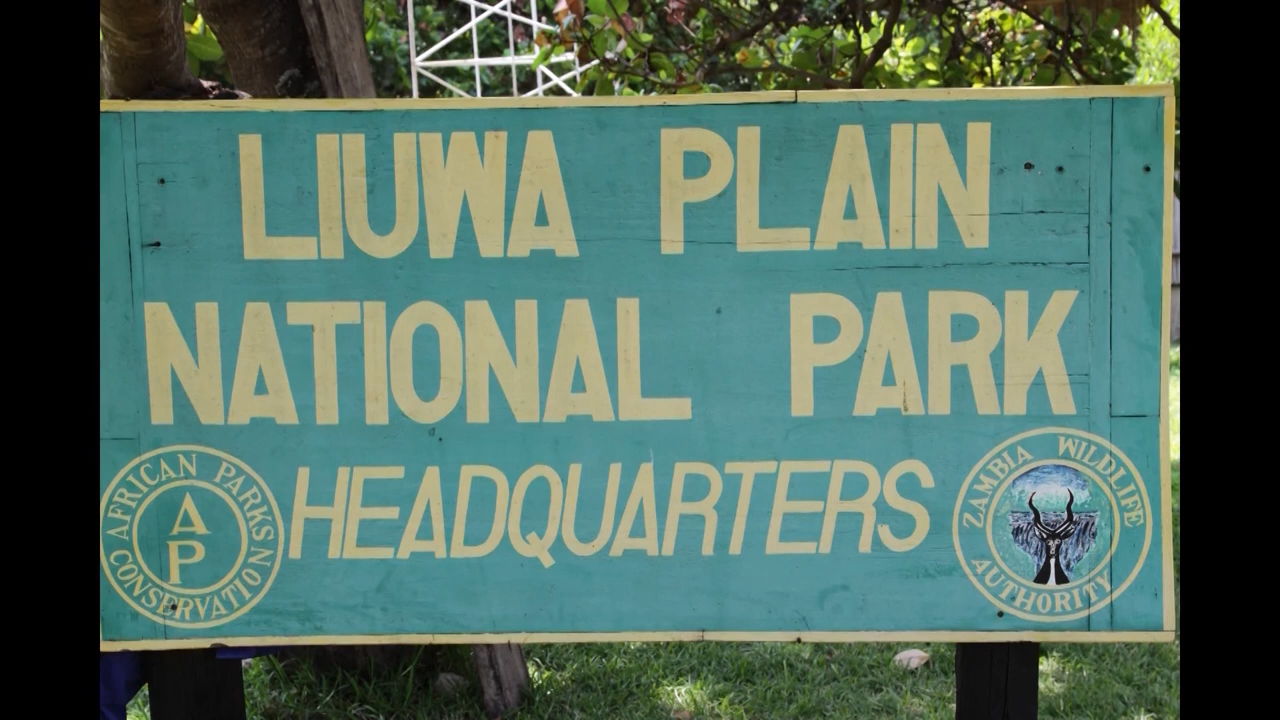 LIUWA PLAIN
NATIONAL PARK
HEADQUARTERS
AFRICAN PARKS
AP
CONSERVATION
ZAMBIA WILDLIFE
AUTHORITY